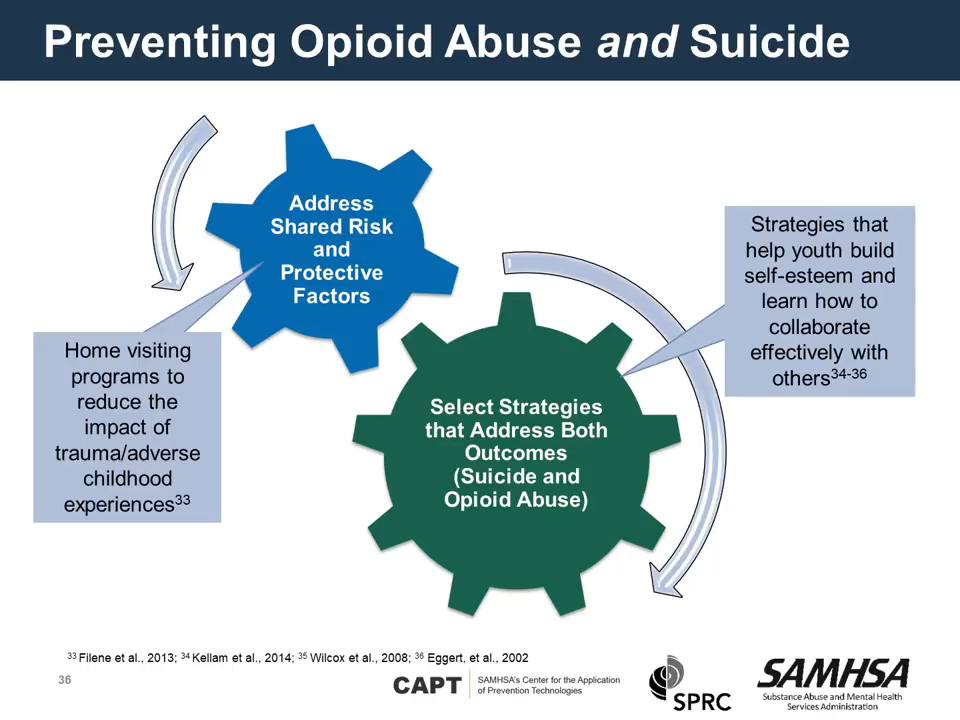 Preventing Opioid Abuse and Suicide
Address
Shared Risk
and
Protective
Factors
Home visiting
programs to
reduce the
impact of
trauma/adverse
childhood
experiences33
Strategies that
help youth build
self-esteem and
learn how to
collaborate
effectively with
others34-36
Select Strategies
that Address Both
Outcomes
(Suicide and
Opioid Abuse)
33 Filene et al., 2013; 34 Kellam et al., 2014; 35 Wilcox et al., 2008; 36 Eggert, et al., 2002
36
CAPT
SAMHSA's Center for the Application
of Prevention Technologies
SPRC
SAMHSA
Substance Abuse and Mental Health
Services Administration